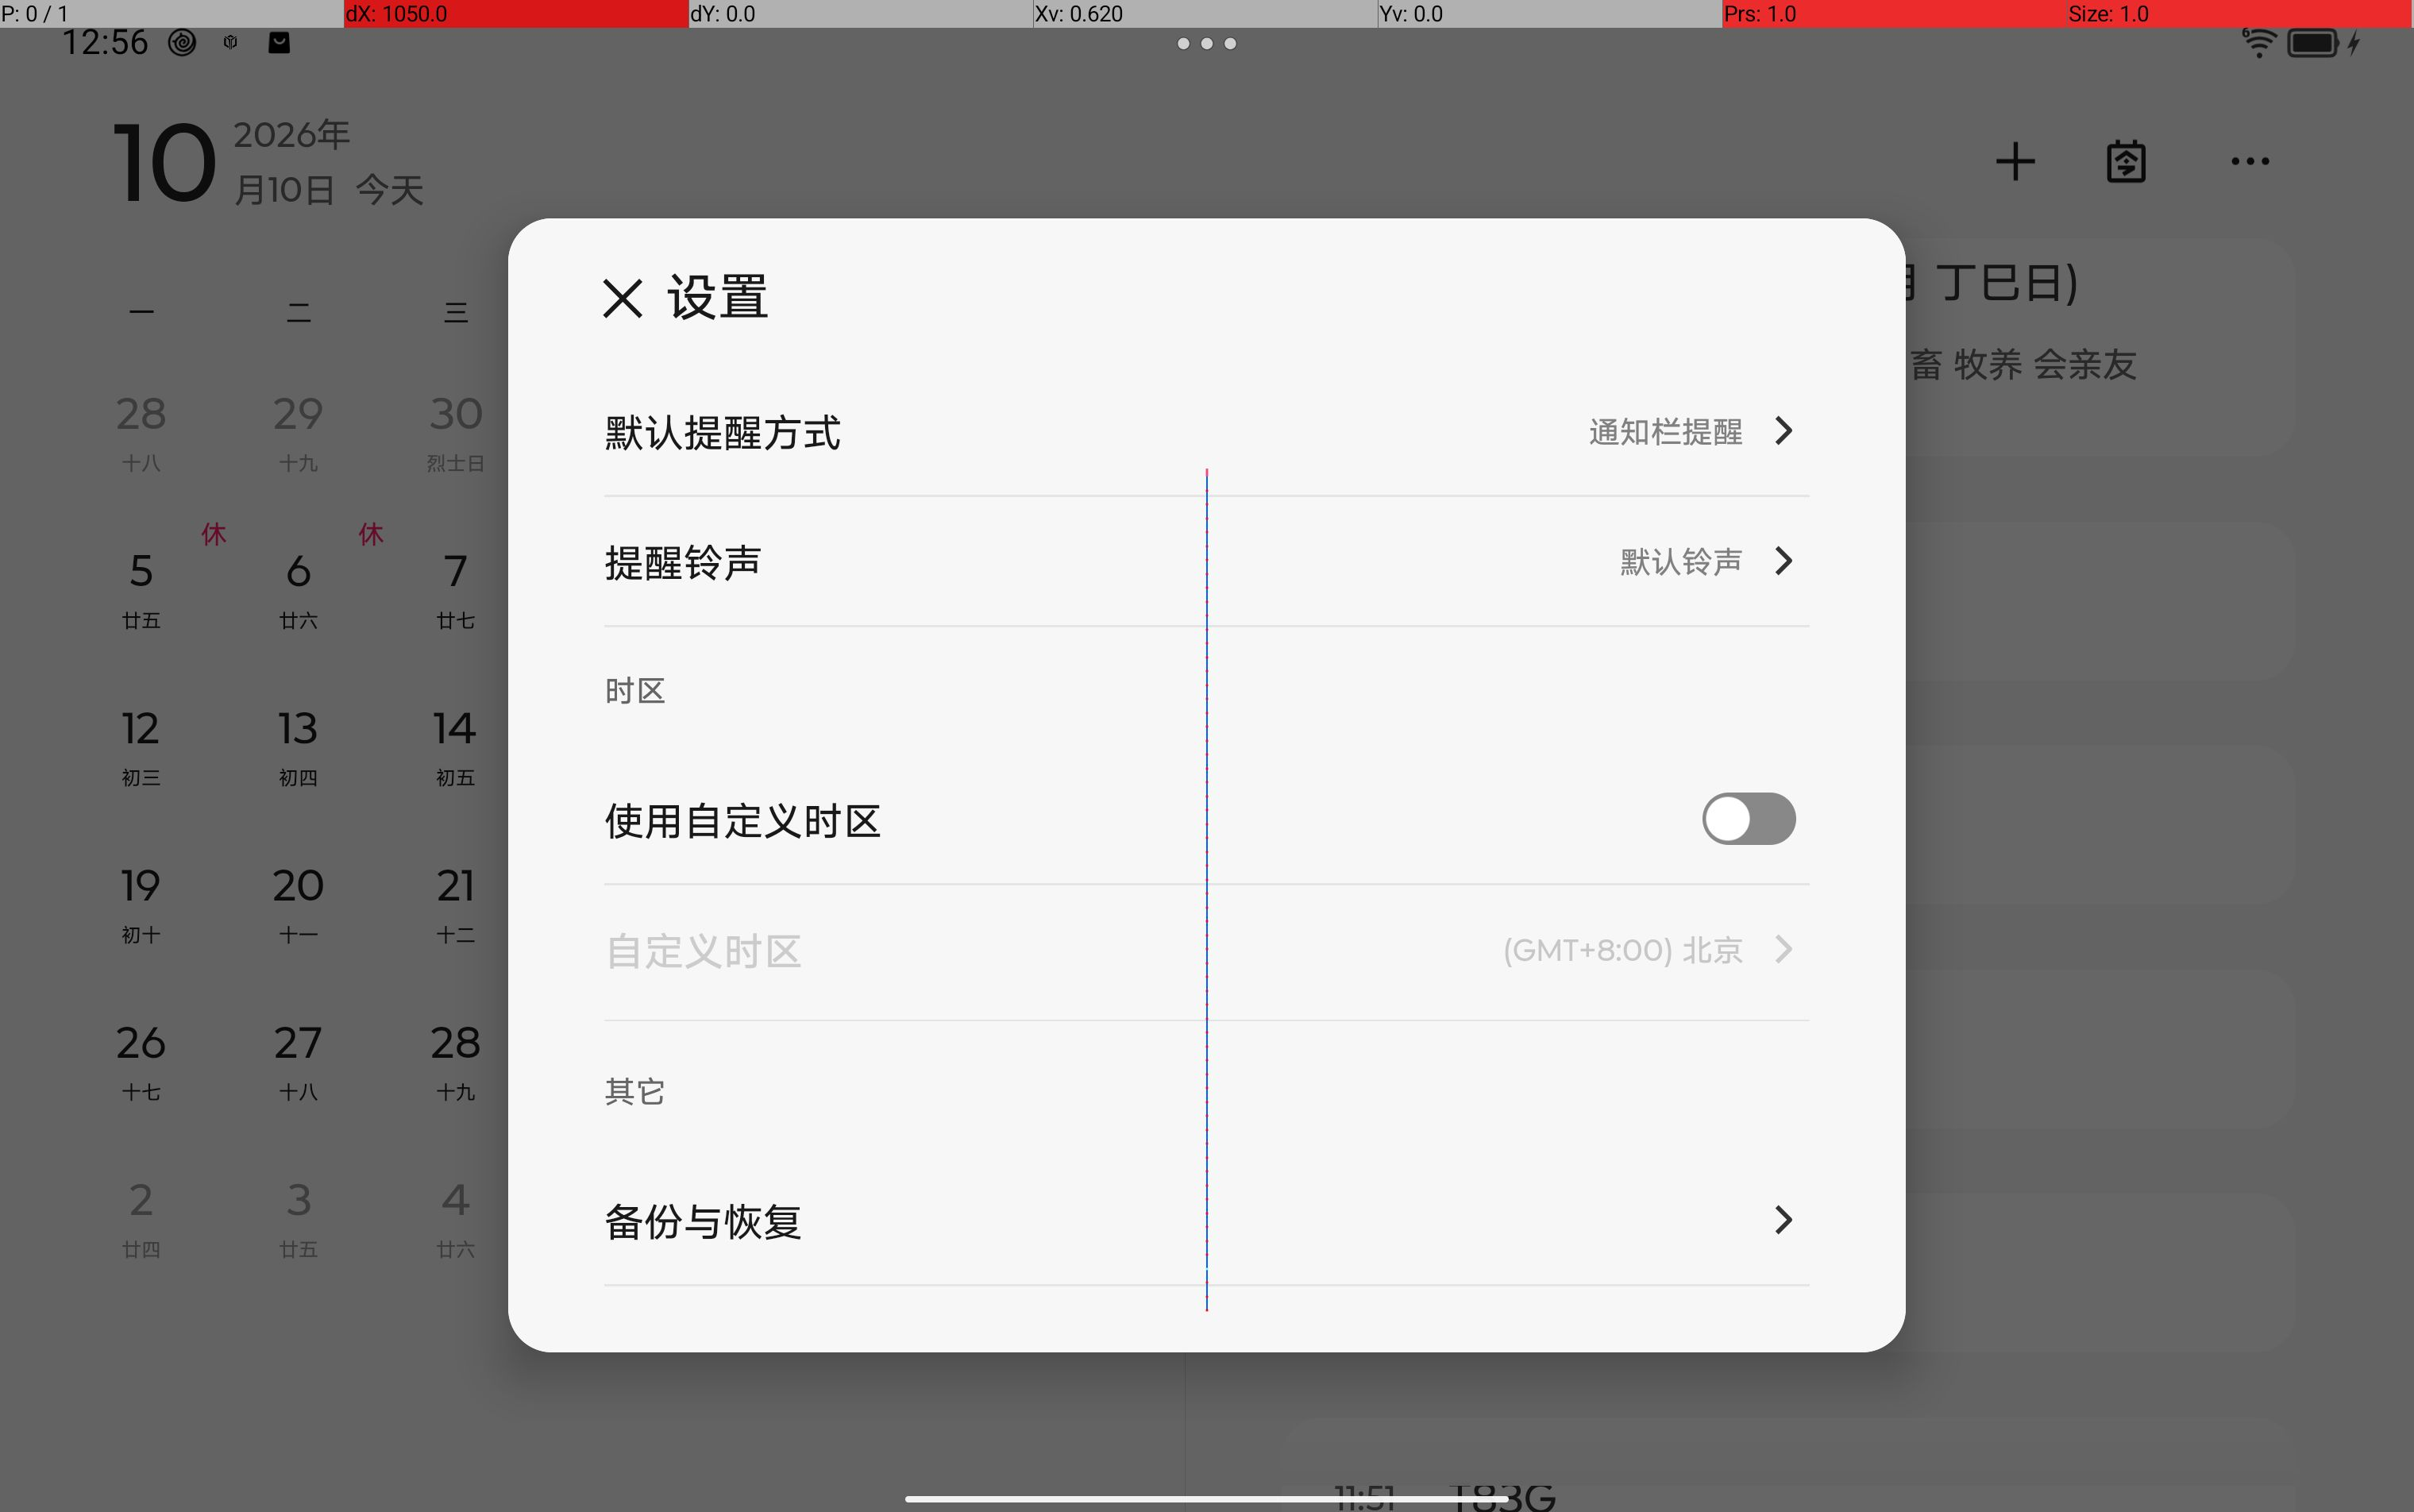 P: 0 / 1 dX: 1050.0 dY: 0.0 Xv: 0.620 Yv: 0.0 Prs: 1.0 Size: 1.0
12:56 6
10 2026年
月10日 今天
一 二 三
28 29 30
十八 十九 烈士日
休 休
5 6 7
廿五 廿六 廿七
12 13 14
初三 初四 初五
19 20 21
初十 十一 十二
26 27 28
十七 十八 十九
2 3 4
廿四 廿五 廿六
设置
默认提醒方式 通知栏提醒
提醒铃声 默认铃声
时区
使用自定义时区
自定义时区 (GMT+8:00) 北京
其它
备份与恢复
丁巳日)
畜 牧养 会亲友
11:51 T83G